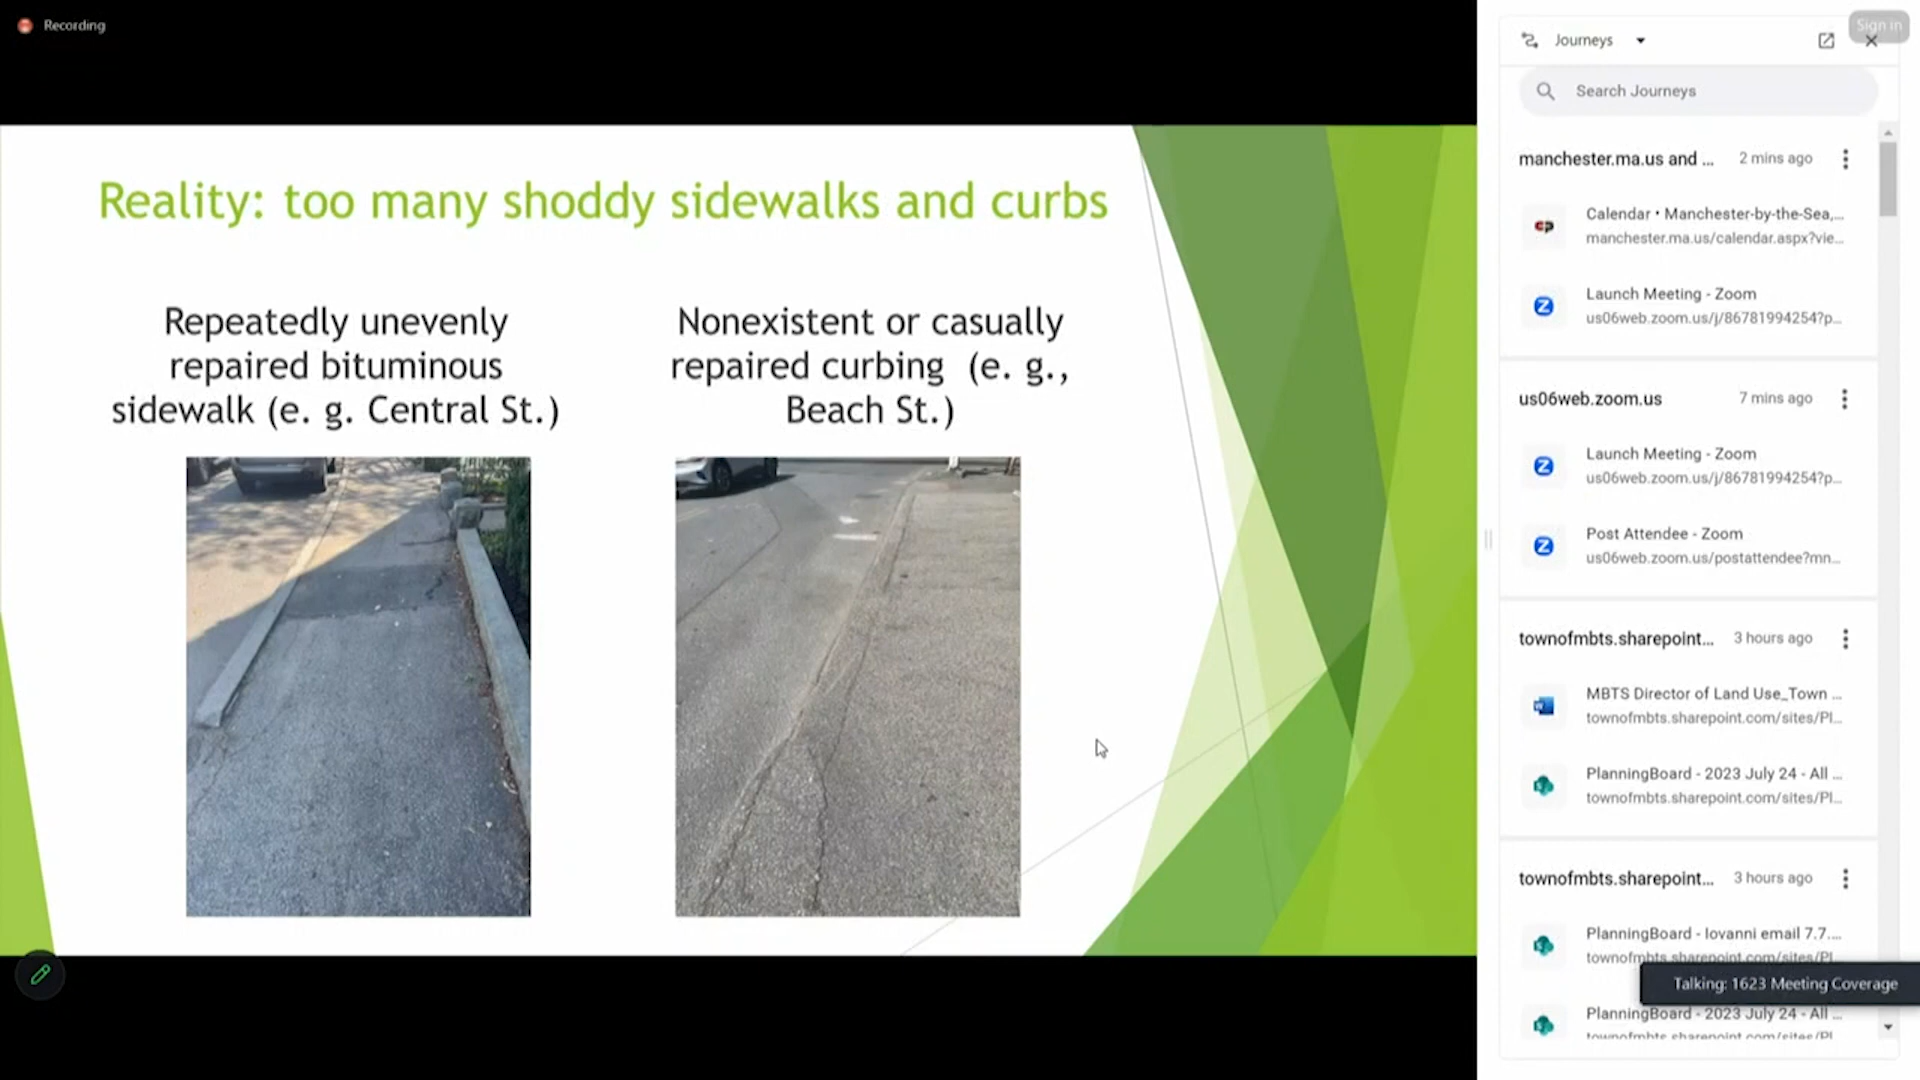 Recording
Reality: too many shoddy sidewalks and curbs
Repeatedly unevenly
repaired bituminous
sidewalk (e. g. Central St.)
Nonexistent or casually
repaired curbing (e. g.,
Beach St.)
Sign in
Journeys
Search Journeys
manchester.ma.us and ... 2 mins ago
Calendar • Manchester-by-the-Sea,...
manchester.ma.us/calendar.aspx?vie...
Launch Meeting - Zoom
us06web.zoom.us/j/86781994254?p...
us06web.zoom.us 7 mins ago
Launch Meeting - Zoom
us06web.zoom.us/j/86781994254?p...
Post Attendee - Zoom
us06web.zoom.us/postattendee?mn...
townofmbts.sharepoint... 3 hours ago
MBTS Director of Land Use_Town ...
townofmbts.sharepoint.com/sites/Pl...
PlanningBoard - 2023 July 24 - All ...
townofmbts.sharepoint.com/sites/Pl...
townofmbts.sharepoint... 3 hours ago
PlanningBoard - Iovanni email 7.7....
townofmbts.sharepoint.com/sites/Pl
Talking: 1623 Meeting Coverage
PlanningBoard - 2023 July 24 - All ...
townofmbts.sharepoint.com/sites/Pl